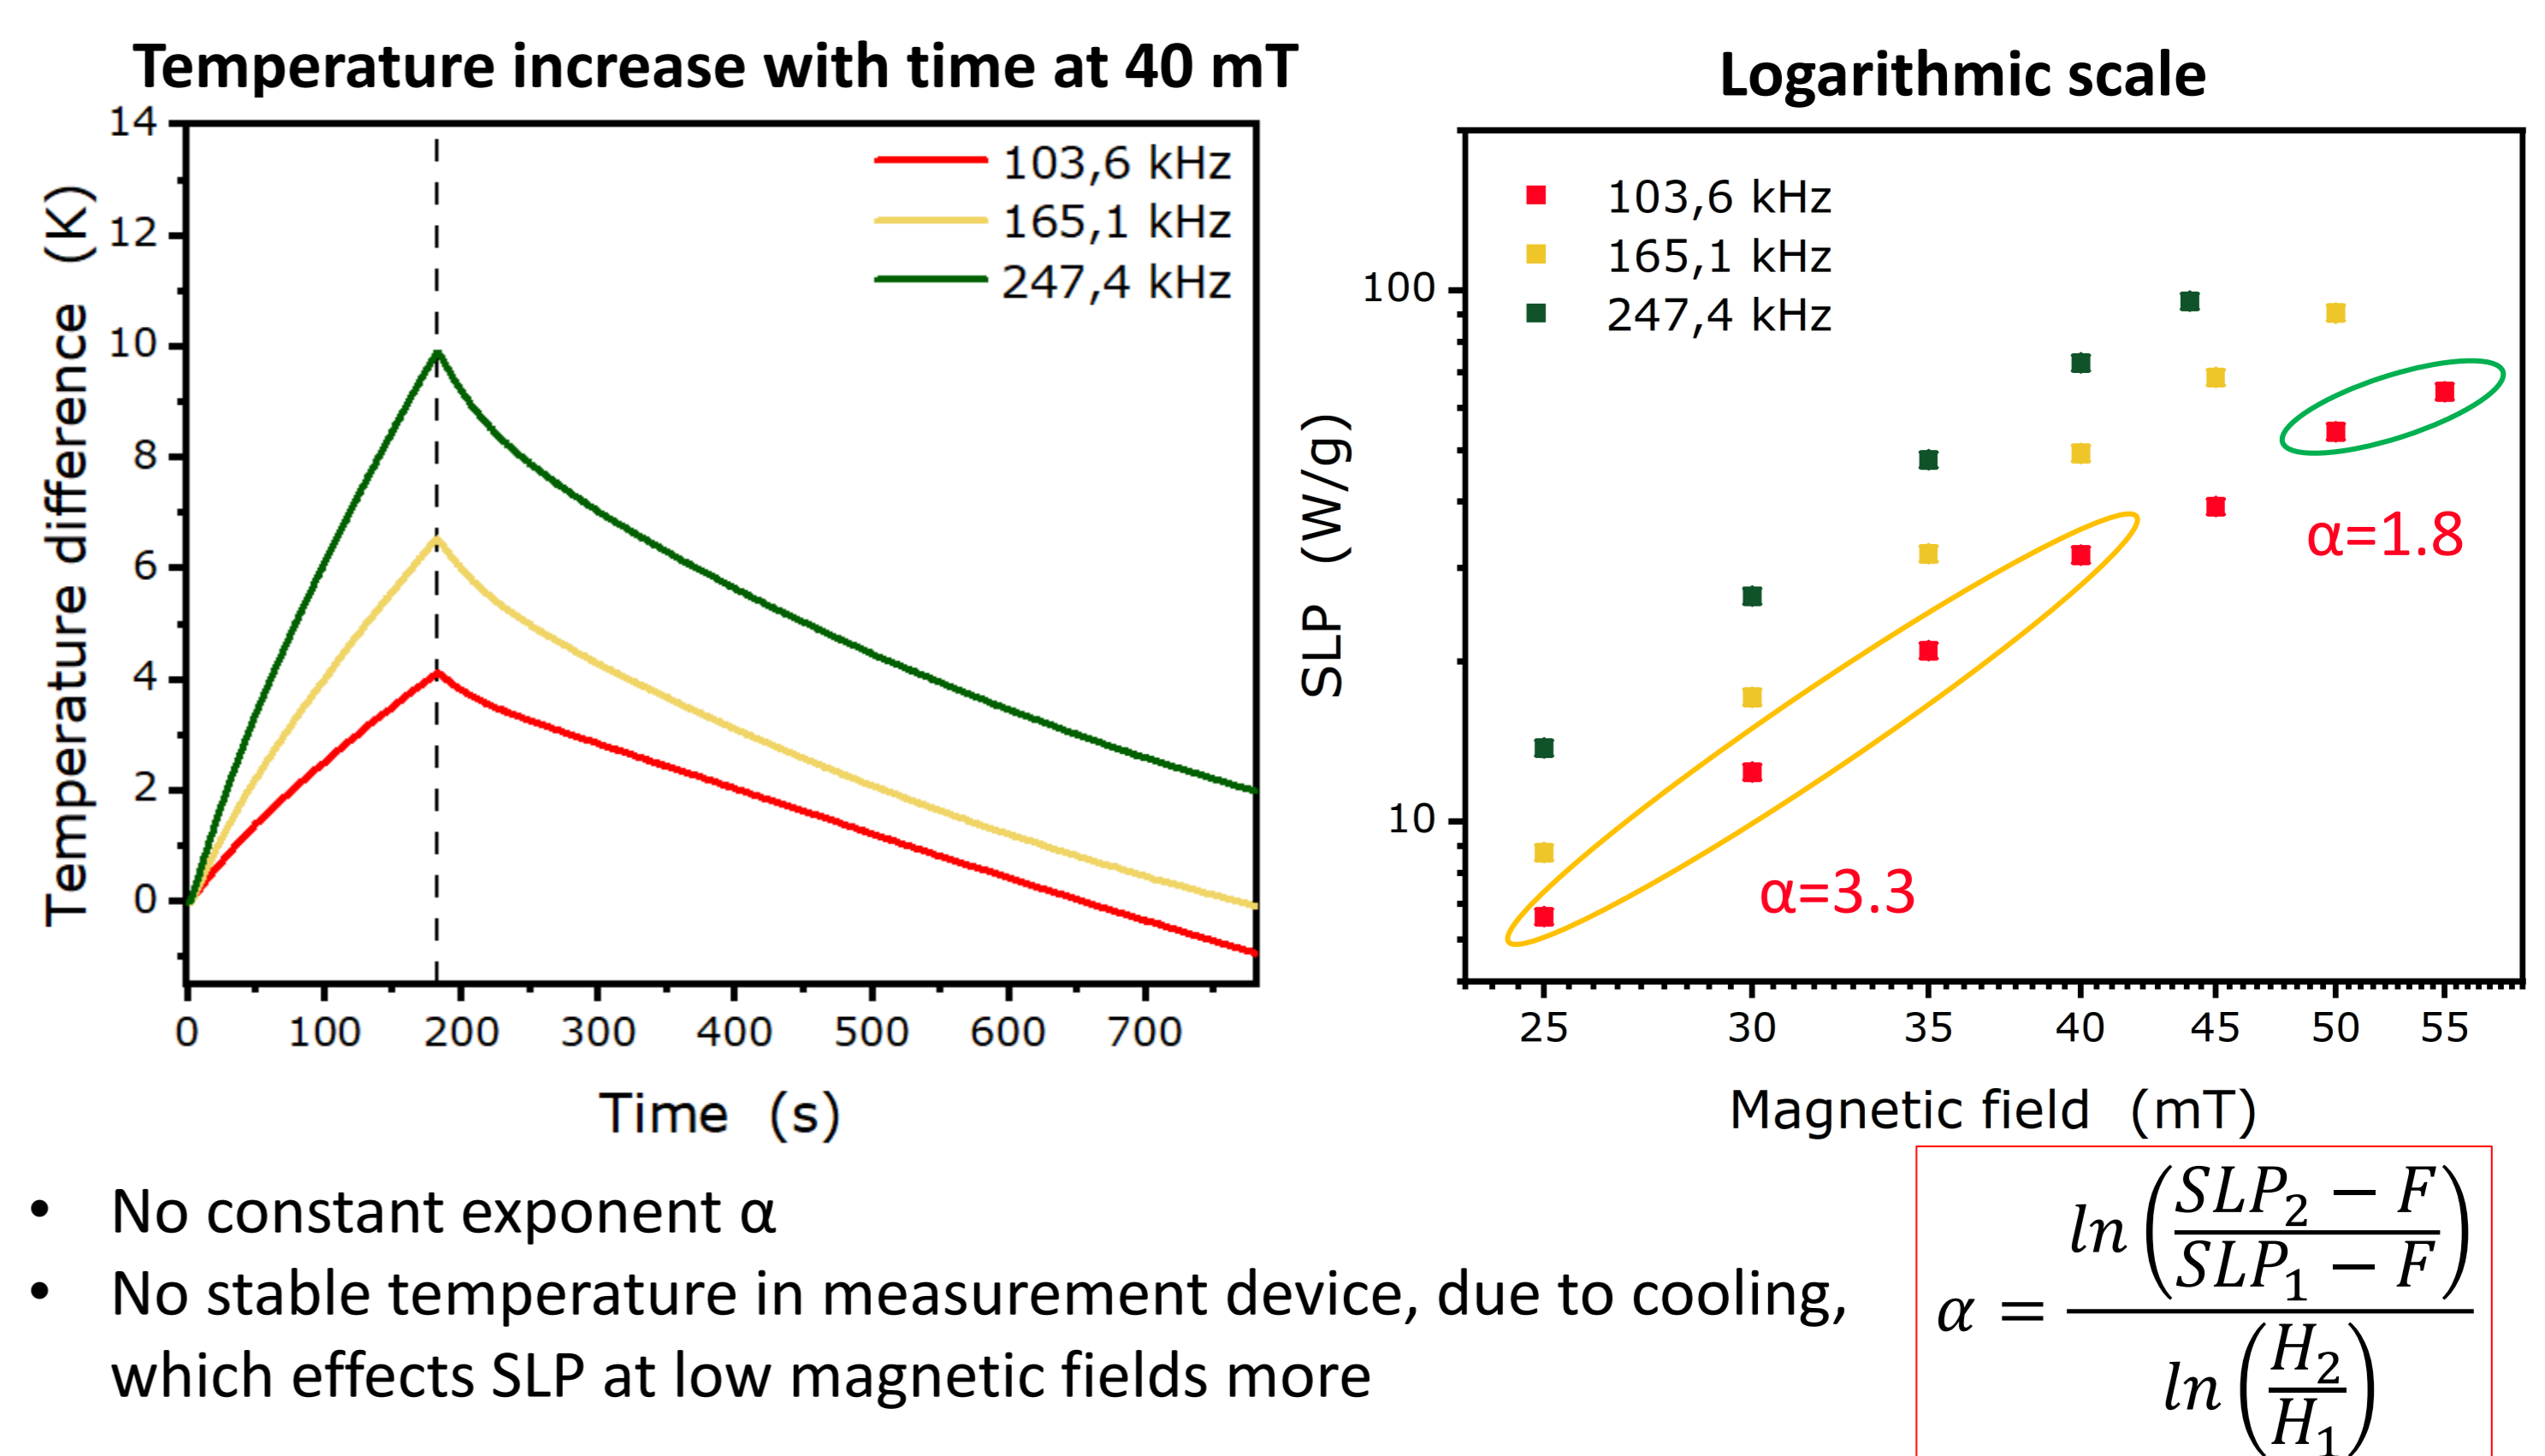 Temperature increase with time at 40 mT
14
12
10
8
6
4
2
0
Temperature difference (K)
103,6 kHz
165,1 kHz
247,4 kHz
0 100 200 300 400 500 600 700
Time (s)
Logarithmic scale
100
10
SLP (W/g)
103,6 kHz
165,1 kHz
247,4 kHz
α=1.8
α=3.3
25 30 35 40 45 50 55
Magnetic field (mT)
• No constant exponent α
• No stable temperature in measurement device, due to cooling,
which effects SLP at low magnetic fields more
α = ln(SLP₂ − F / SLP₁ − F) / ln(H₂ / H₁)